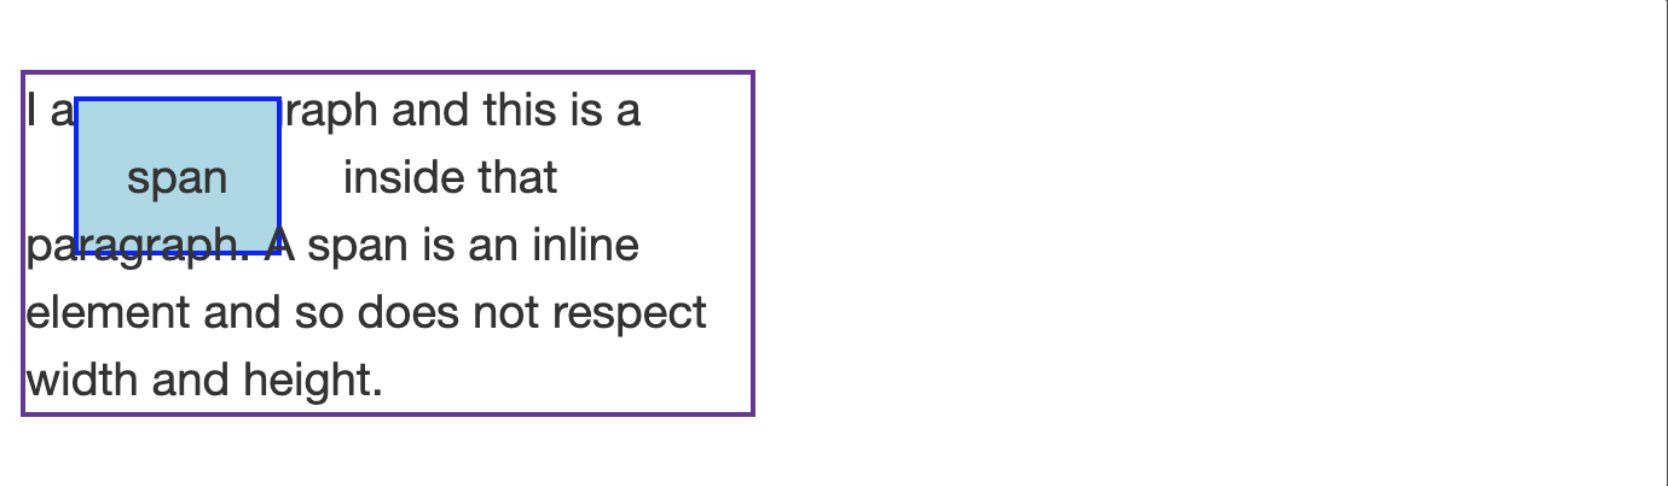 I a raph and this is a
span inside that
paragraph. A span is an inline
element and so does not respect
width and height.